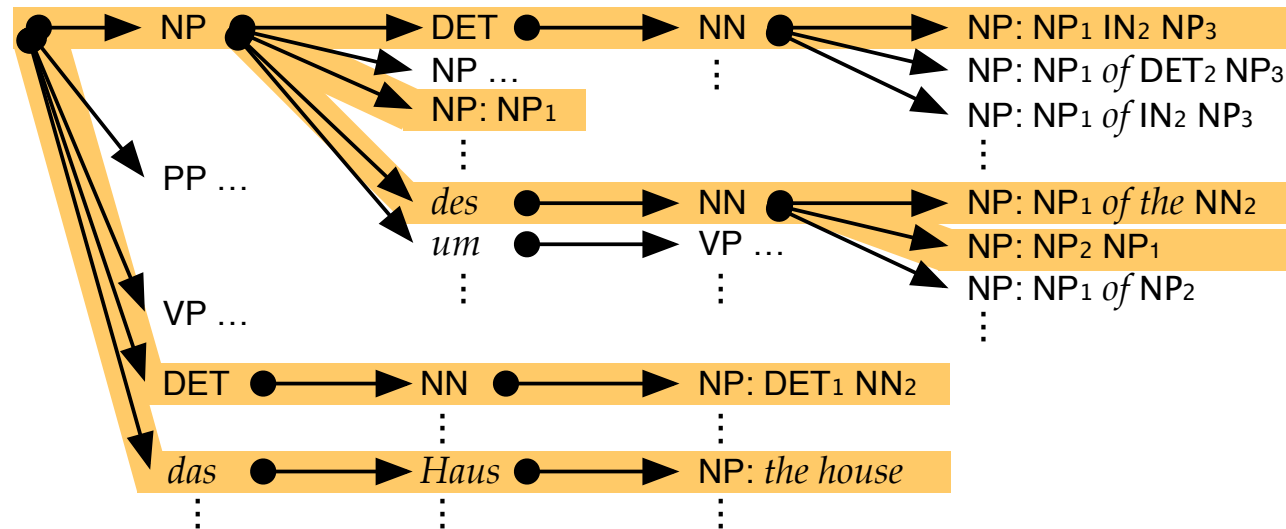 NP DET NN NP: NP₁ IN₂ NP₃
NP … NP: NP₁ of DET₂ NP₃
NP: NP₁ NP: NP₁ of IN₂ NP₃
PP …
des NN NP: NP₁ of the NN₂
um VP … NP: NP₂ NP₁
NP: NP₁ of NP₂
VP …
DET NN NP: DET₁ NN₂
das Haus NP: the house